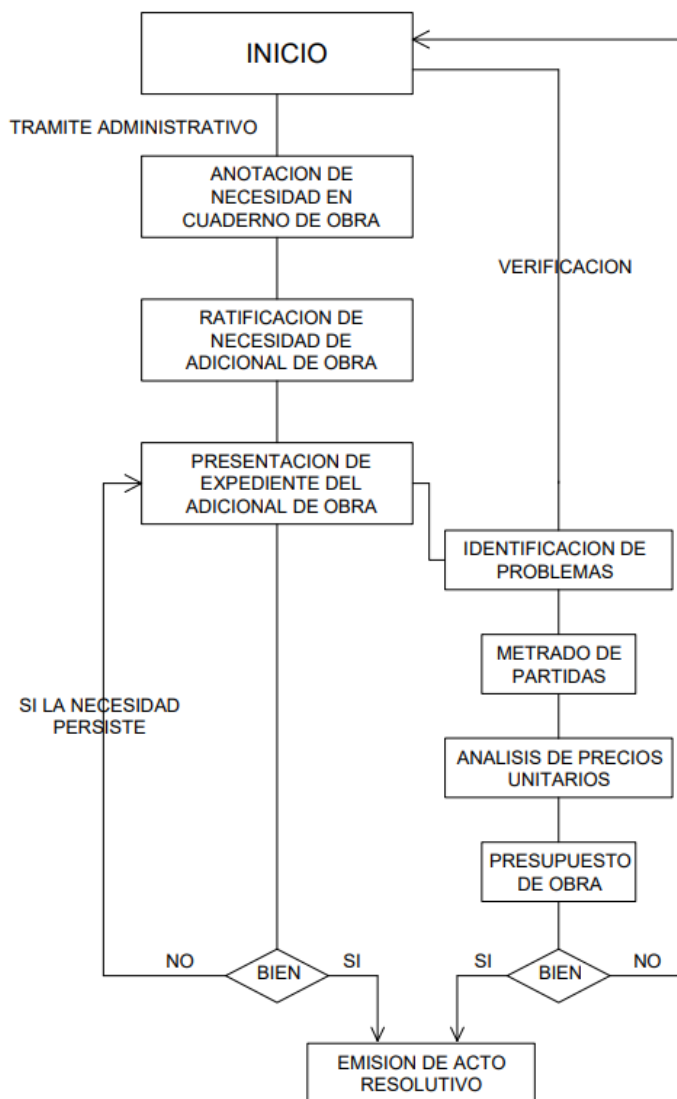 INICIO
TRAMITE ADMINISTRATIVO
ANOTACION DE
NECESIDAD EN
CUADERNO DE OBRA
VERIFICACION
RATIFICACION DE
NECESIDAD DE
ADICIONAL DE OBRA
PRESENTACION DE
EXPEDIENTE DEL
ADICIONAL DE OBRA
IDENTIFICACION DE
PROBLEMAS
METRADO DE
PARTIDAS
SI LA NECESIDAD
PERSISTE
ANALISIS DE PRECIOS
UNITARIOS
PRESUPUESTO
DE OBRA
NO
BIEN
SI
SI
BIEN
NO
EMISION DE ACTO
RESOLUTIVO